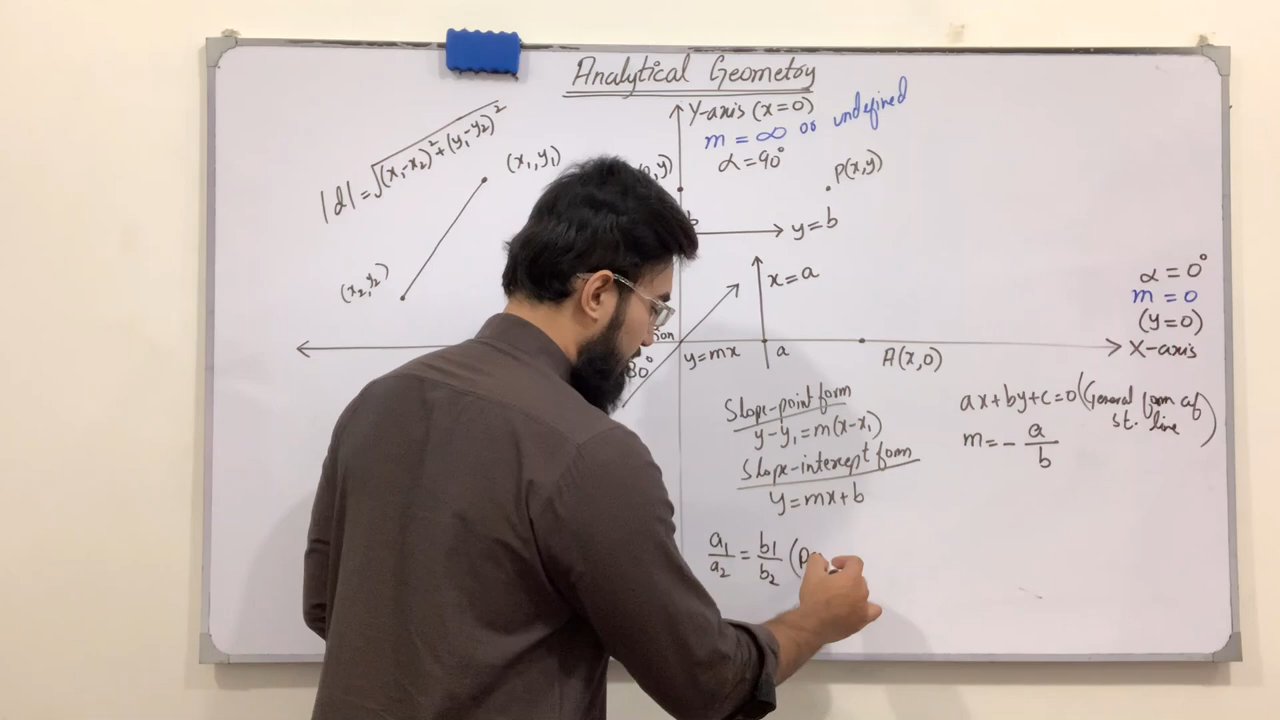 Analytical Geometry
|d|=√(x₁-x₂)²+(y₁-y₂)²
(x₁,y₁)
(x₂,y₂)
Y-axis (x=0)
m=∞ or undefined
α=90°
,y)
P(x,y)
b
y=b
x=a
α=0°
m=0
(y=0)
X-axis
y=mx
a
A(x,0)
80°
Slope-point form
y-y₁=m(x-x₁)
Slope-intercept form
y=mx+b
ax+by+c=0 (General form of st. line)
m=-a/b
a₁/a₂=b₁/b₂ (P